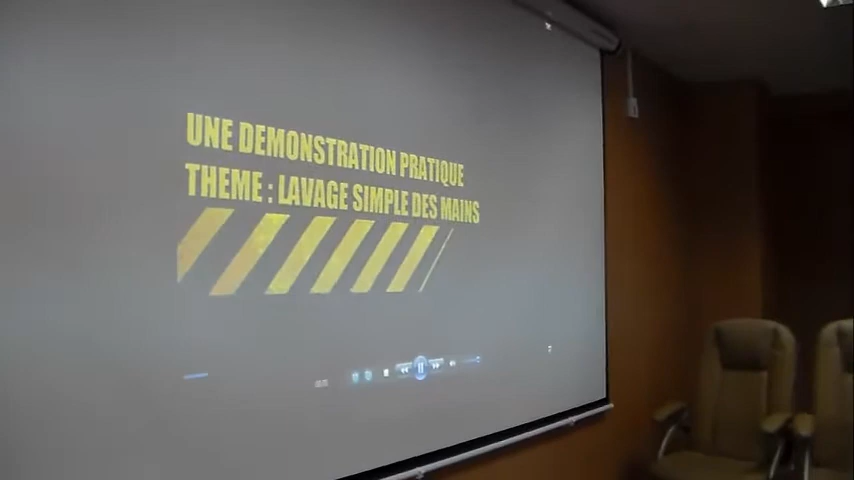 UNE DEMONSTRATION PRATIQUE
THEME : LAVAGE SIMPLE DES MAINS